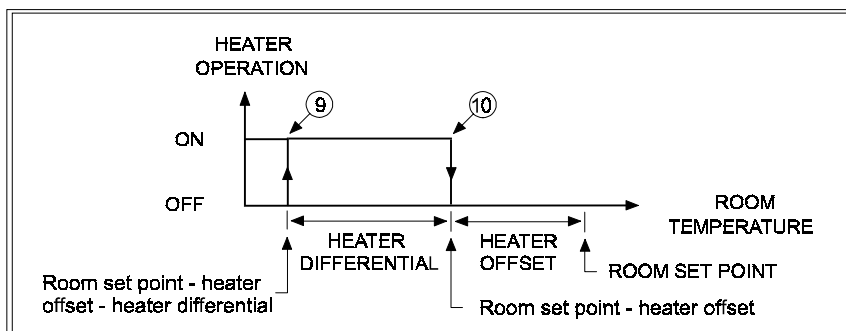 HEATER
OPERATION
9
10
ON
OFF
ROOM
TEMPERATURE
HEATER
DIFFERENTIAL
HEATER
OFFSET
ROOM SET POINT
Room set point - heater
offset - heater differential
Room set point - heater offset